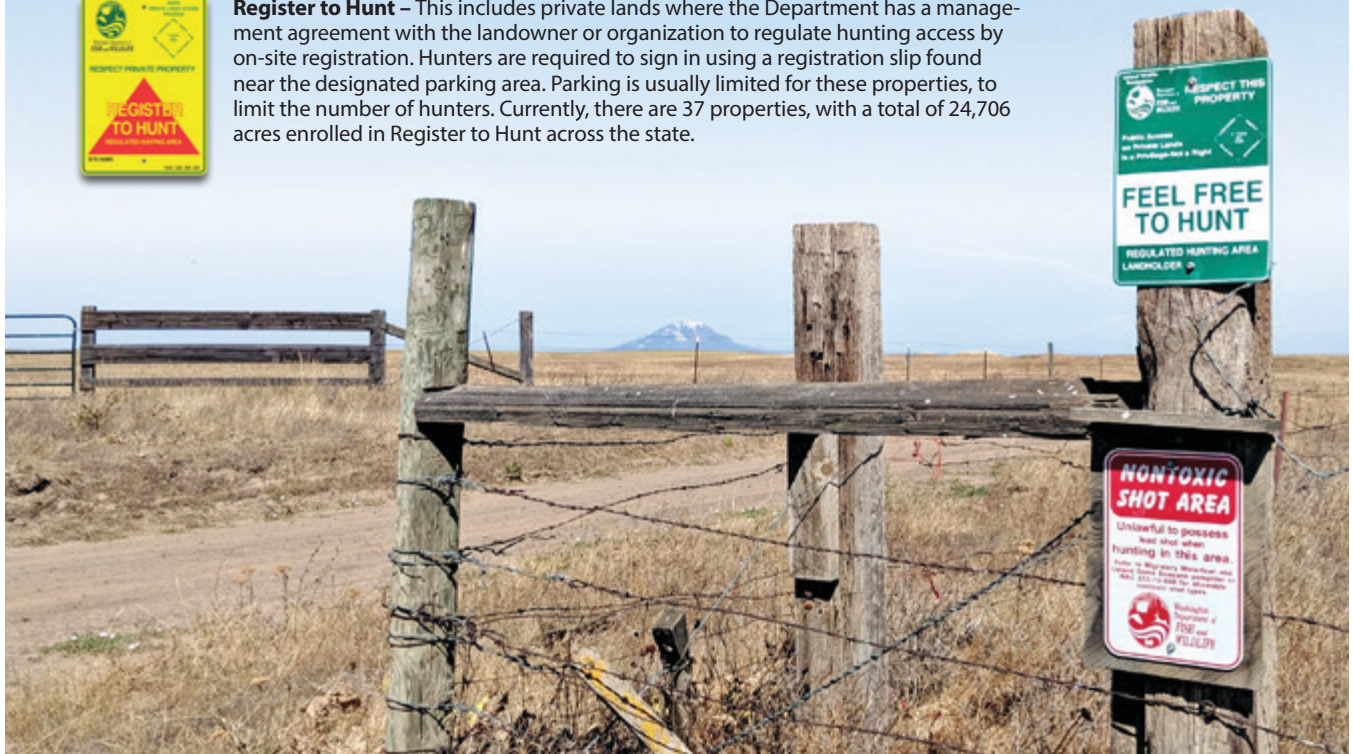 Register to Hunt – This includes private lands where the Department has a manage-
ment agreement with the landowner or organization to regulate hunting access by
on-site registration. Hunters are required to sign in using a registration slip found
near the designated parking area. Parking is usually limited for these properties, to
limit the number of hunters. Currently, there are 37 properties, with a total of 24,706
acres enrolled in Register to Hunt across the state.
FISH and
WILDLIFE
RESPECT PRIVATE PROPERTY
REGISTER
TO HUNT
REGULATED HUNTING AREA
RESPECT THIS
PROPERTY
Public Access
on Private Lands
is a Privilege-Not a Right
FEEL FREE
TO HUNT
REGULATED HUNTING AREA
LANDHOLDER
NONTOXIC
SHOT AREA
Unlawful to possess
lead shot when
hunting in this area.
Washington
Department of
FISH and
WILDLIFE